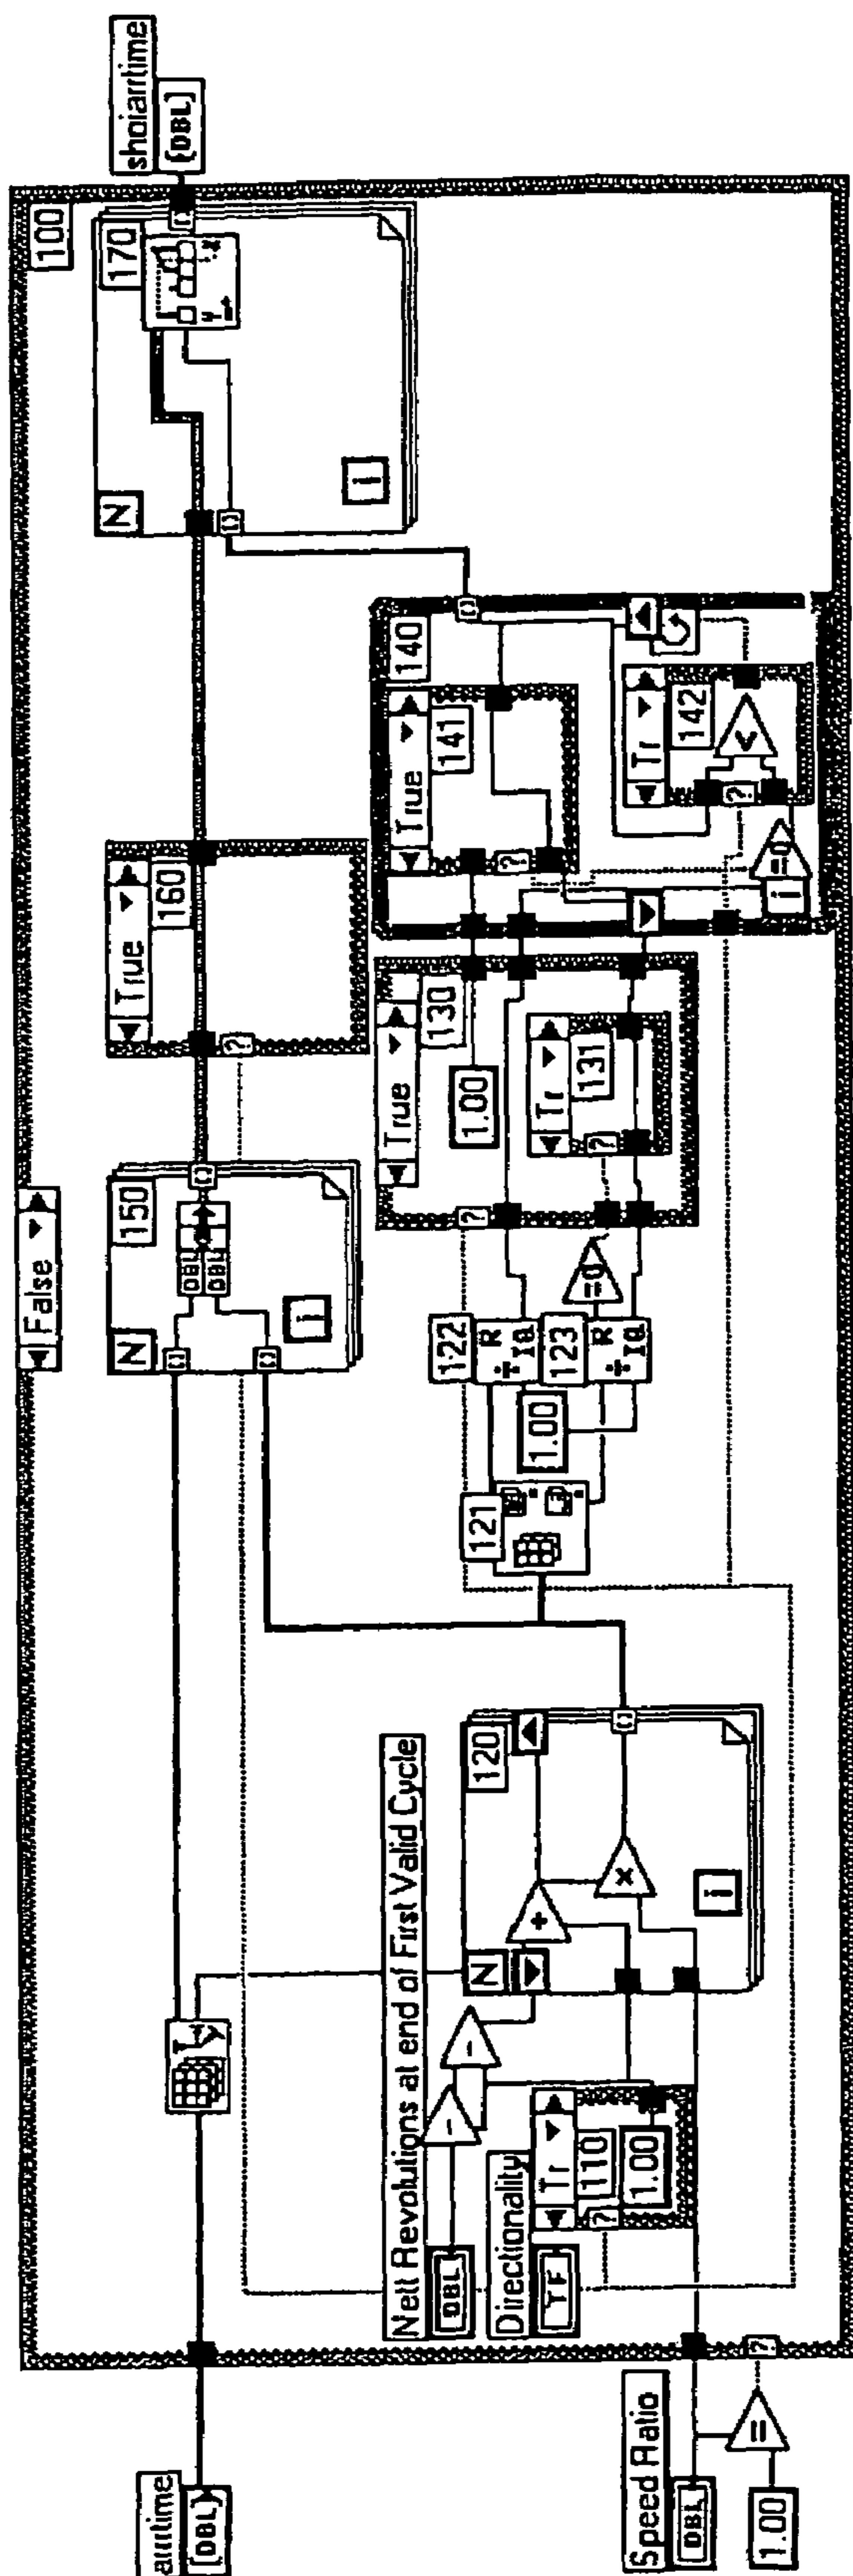 arrtime
[DBL]
Speed Ratio
DBL
1.00
=
?
False
100
Nett Revolutions at end of First Valid Cycle
DBL
-
-
Directionality
TF
Tr
110
1.00
?
N
120
+
x
i
[]
121
1.00
122
R
IQ
123
R
IQ
=0
N
150
[]
[]
DBL
DBL
[]
i
True
160
?
True
130
1.00
?
Tr
131
?
140
True
141
?
Tr
142
?
<
i
=0
[]
N
170
[]
[]
i
shoiarrtime
[DBL]